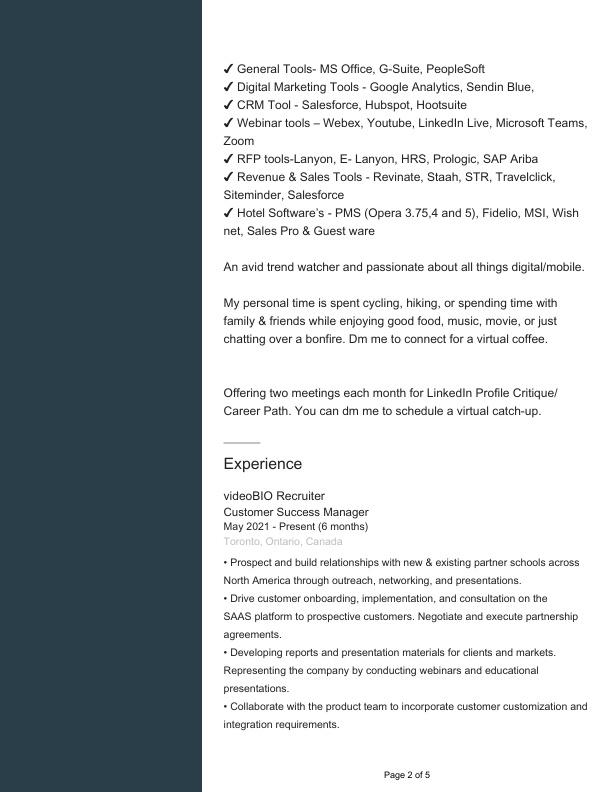 ✔ General Tools- MS Office, G-Suite, PeopleSoft
✔ Digital Marketing Tools - Google Analytics, Sendin Blue,
✔ CRM Tool - Salesforce, Hubspot, Hootsuite
✔ Webinar tools – Webex, Youtube, LinkedIn Live, Microsoft Teams,
Zoom
✔ RFP tools-Lanyon, E- Lanyon, HRS, Prologic, SAP Ariba
✔ Revenue & Sales Tools - Revinate, Staah, STR, Travelclick,
Siteminder, Salesforce
✔ Hotel Software's - PMS (Opera 3.75,4 and 5), Fidelio, MSI, Wish
net, Sales Pro & Guest ware
An avid trend watcher and passionate about all things digital/mobile.
My personal time is spent cycling, hiking, or spending time with
family & friends while enjoying good food, music, movie, or just
chatting over a bonfire. Dm me to connect for a virtual coffee.
Offering two meetings each month for LinkedIn Profile Critique/
Career Path. You can dm me to schedule a virtual catch-up.
Experience
videoBIO Recruiter
Customer Success Manager
May 2021 - Present (6 months)
Toronto, Ontario, Canada
• Prospect and build relationships with new & existing partner schools across
North America through outreach, networking, and presentations.
• Drive customer onboarding, implementation, and consultation on the
SAAS platform to prospective customers. Negotiate and execute partnership
agreements.
• Developing reports and presentation materials for clients and markets.
Representing the company by conducting webinars and educational
presentations.
• Collaborate with the product team to incorporate customer customization and
integration requirements.
Page 2 of 5